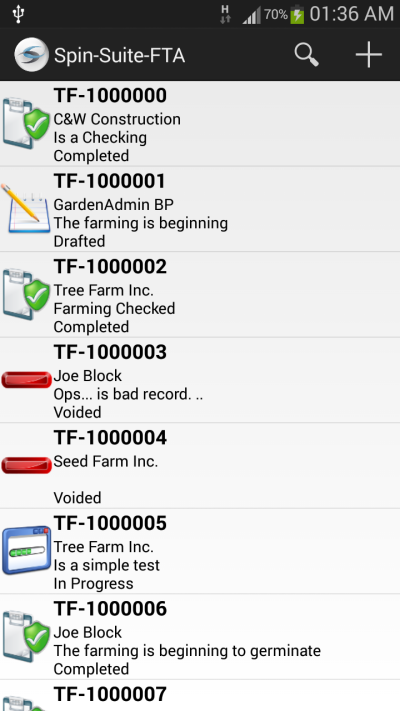 H 70% 01:36 AM
Spin-Suite-FTA
TF-1000000
C&W Construction
Is a Checking
Completed
TF-1000001
GardenAdmin BP
The farming is beginning
Drafted
TF-1000002
Tree Farm Inc.
Farming Checked
Completed
TF-1000003
Joe Block
Ops... is bad record. ..
Voided
TF-1000004
Seed Farm Inc.
Voided
TF-1000005
Tree Farm Inc.
Is a simple test
In Progress
TF-1000006
Joe Block
The farming is beginning to germinate
Completed
TF-1000007